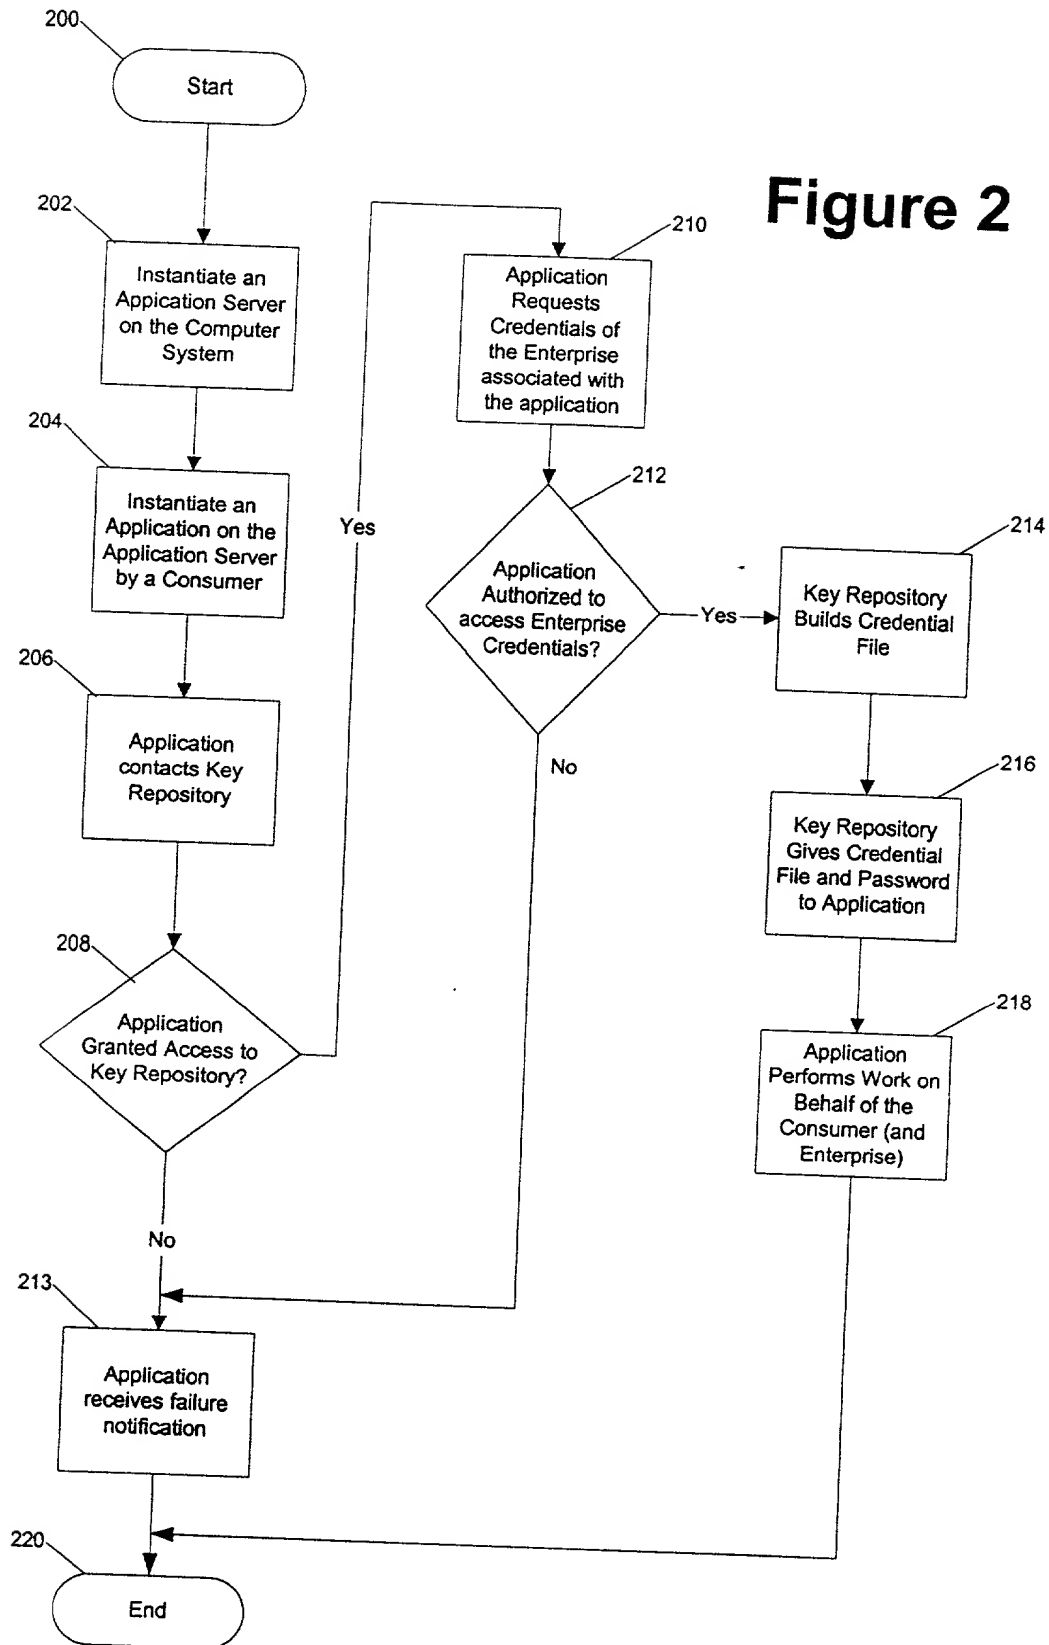 200
Start
Figure 2
202
Instantiate an
Appication Server
on the Computer
System
204
Instantiate an
Application on the
Application Server
by a Consumer
206
Application
contacts Key
Repository
208
Application
Granted Access to
Key Repository?
Yes
No
210
Application
Requests
Credentials of
the Enterprise
associated with
the application
212
Application
Authorized to
access Enterprise
Credentials?
Yes
No
213
Application
receives failure
notification
214
Key Repository
Builds Credential
File
216
Key Repository
Gives Credential
File and Password
to Application
218
Application
Performs Work on
Behalf of the
Consumer (and
Enterprise)
220
End